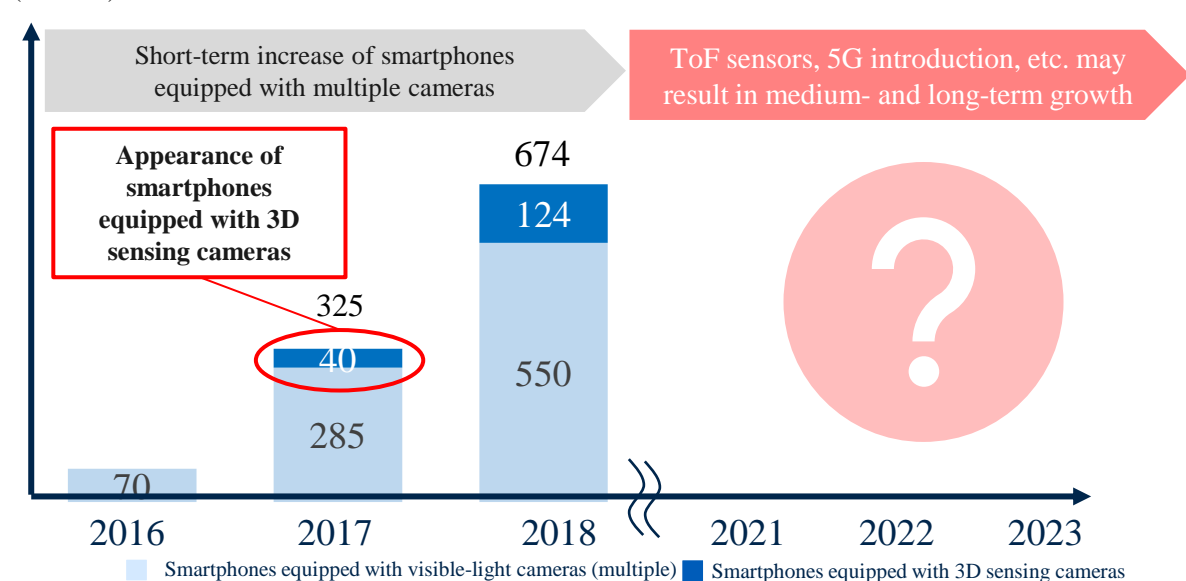 Short-term increase of smartphones
equipped with multiple cameras
ToF sensors, 5G introduction, etc. may
result in medium- and long-term growth
Appearance of
smartphones
equipped with 3D
sensing cameras
674
124
325
40
550
285
70
?
2016 2017 2018 2021 2022 2023
Smartphones equipped with visible-light cameras (multiple) Smartphones equipped with 3D sensing cameras